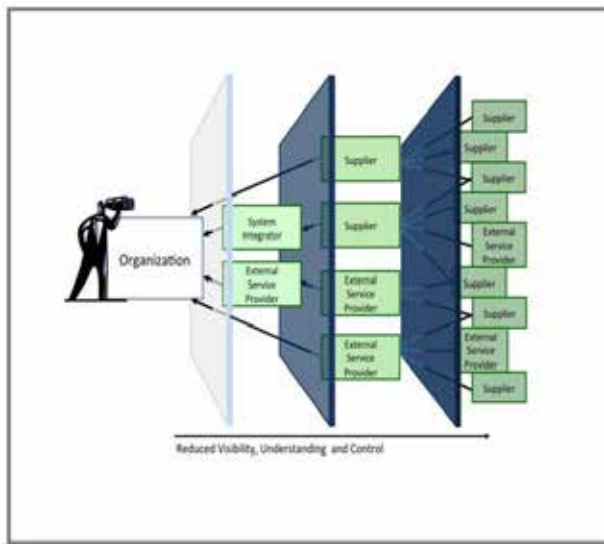 Supplier
Supplier
Supplier
Supplier
System
Integrator
Supplier
Supplier
External
Service
Provider
Organization
External
Service
Provider
External
Service
Provider
Supplier
Supplier
External
Service
Provider
External
Service
Provider
Supplier
Reduced Visibility, Understanding and Control